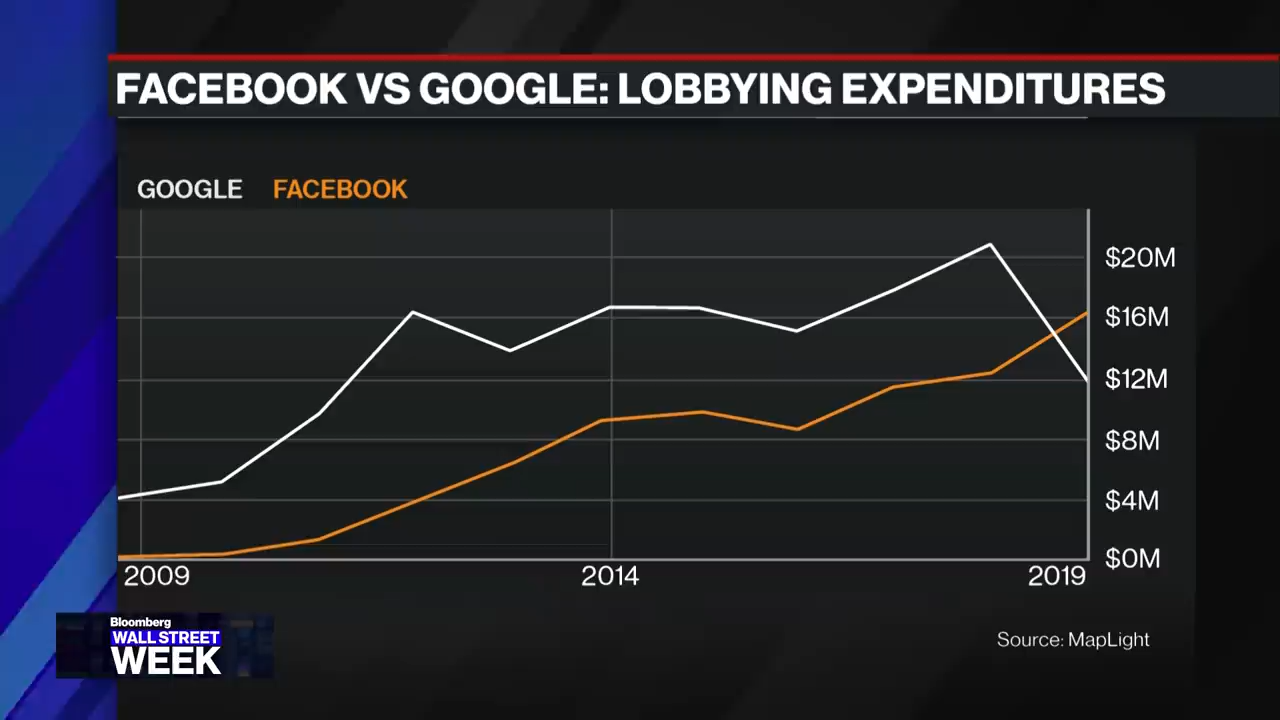 FACEBOOK VS GOOGLE: LOBBYING EXPENDITURES
GOOGLE FACEBOOK
$20M
$16M
$12M
$8M
$4M
$0M
2009 2014 2019
Source: MapLight
Bloomberg
WALL STREET
WEEK